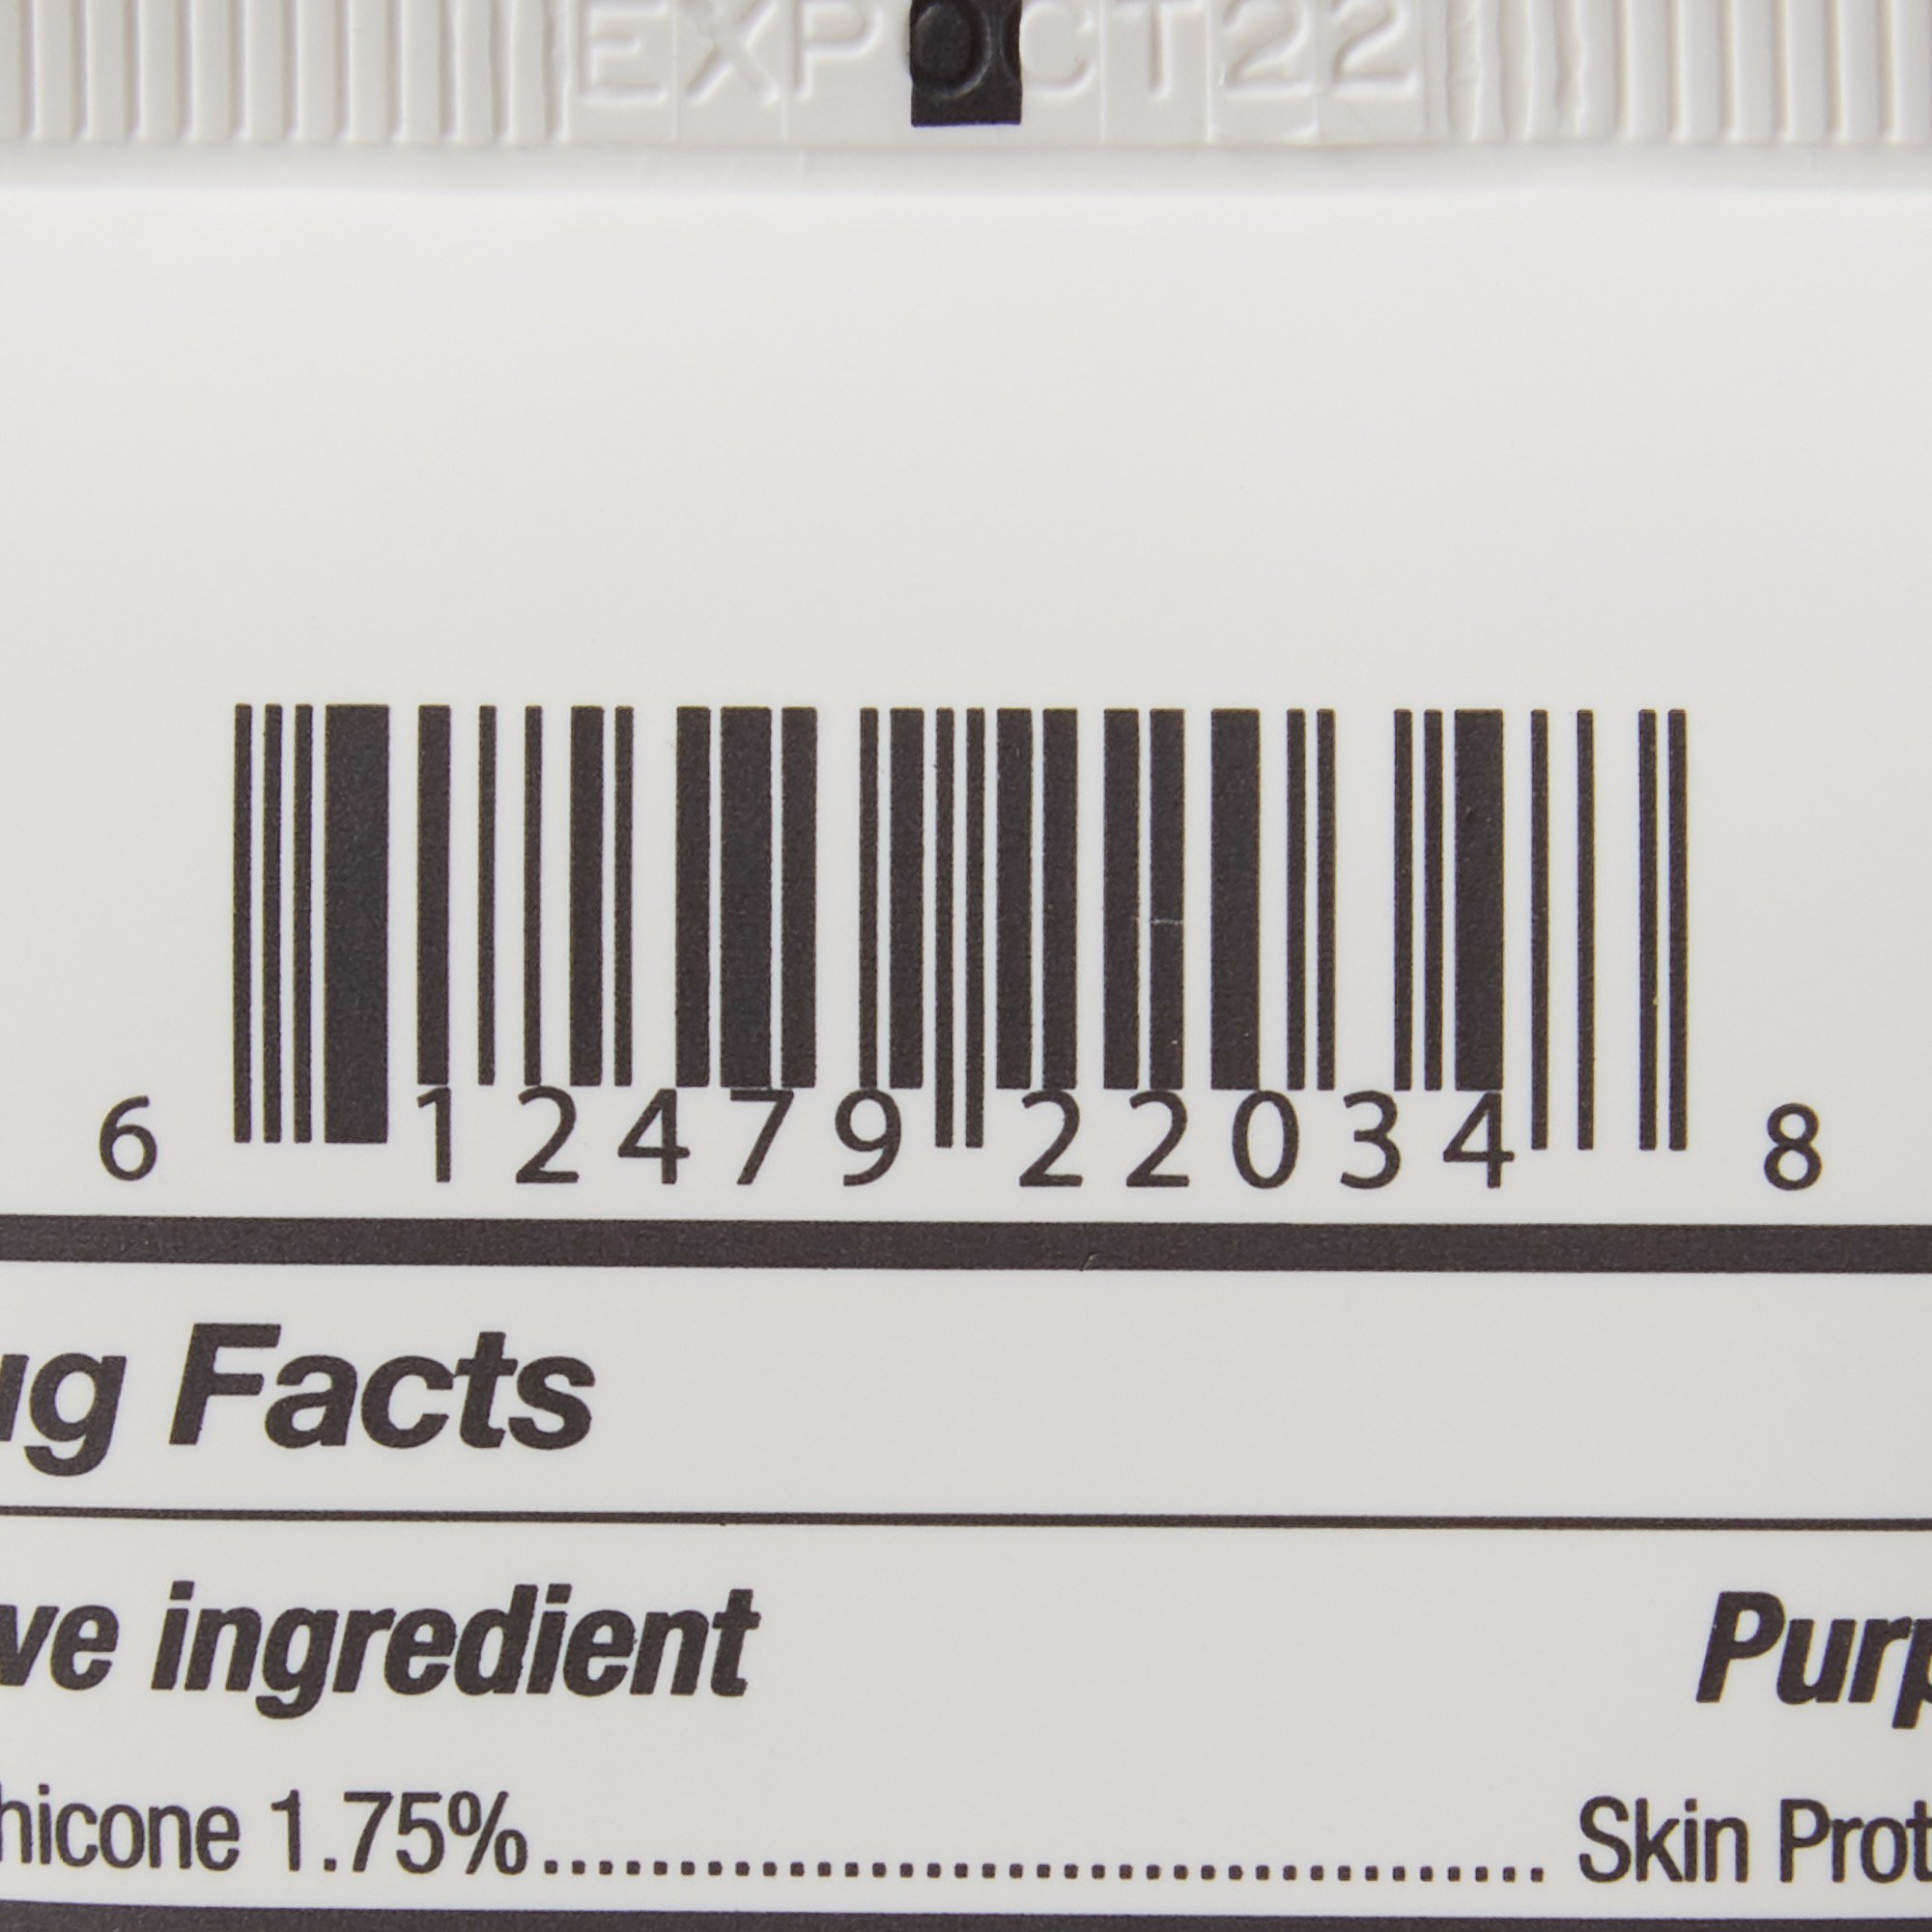 EXP OCT22
6 12479 22034 8
ug Facts
ve ingredient Purp
hicone 1.75%.......................................... Skin Prot